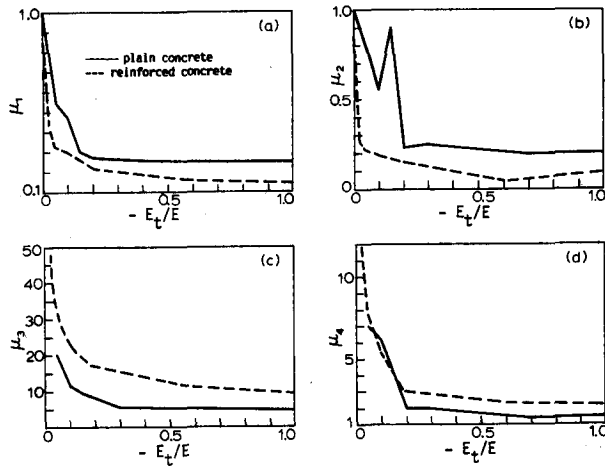 1.0
(a)
plain concrete
reinforced concrete
μ1
0.1
0 0.5 1.0
- Et/E
1.0
(b)
μ2
0.5
0.2
0
0 0.5 1.0
- Et/E
50
(c)
40
μ3
30
20
10
0 0.5 1.0
- Et/E
(d)
10
μ4
5
1
0 0.5 1.0
- Et/E